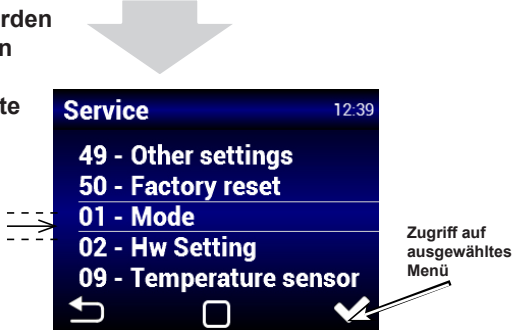 Service 12:39
49 - Other settings
50 - Factory reset
01 - Mode
02 - Hw Setting
09 - Temperature sensor
Zugriff auf
ausgewähltes
Menü